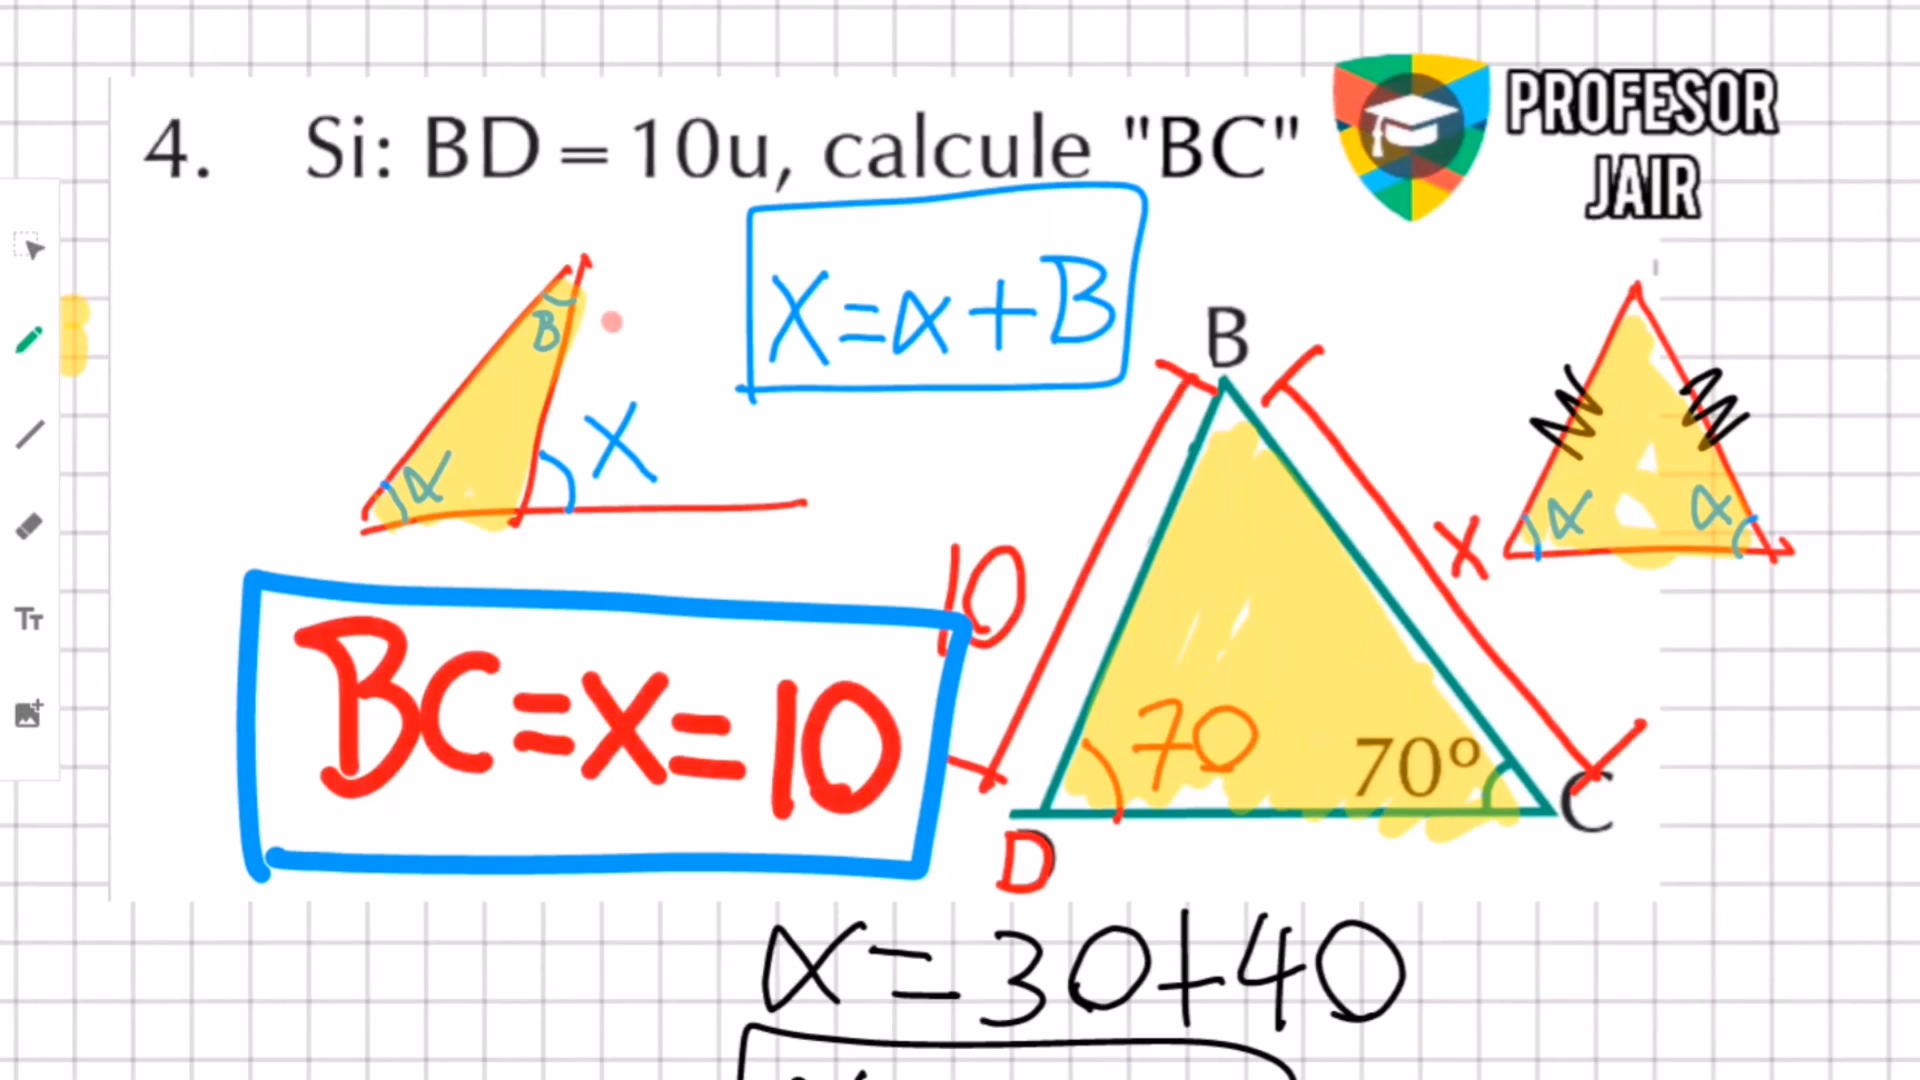 4. Si: BD = 10u, calcule "BC"
PROFESOR
JAIR
X=α+B
B
α
X
B
10
X
α α
BC=X=10
70 70°
D
C
α=30+40